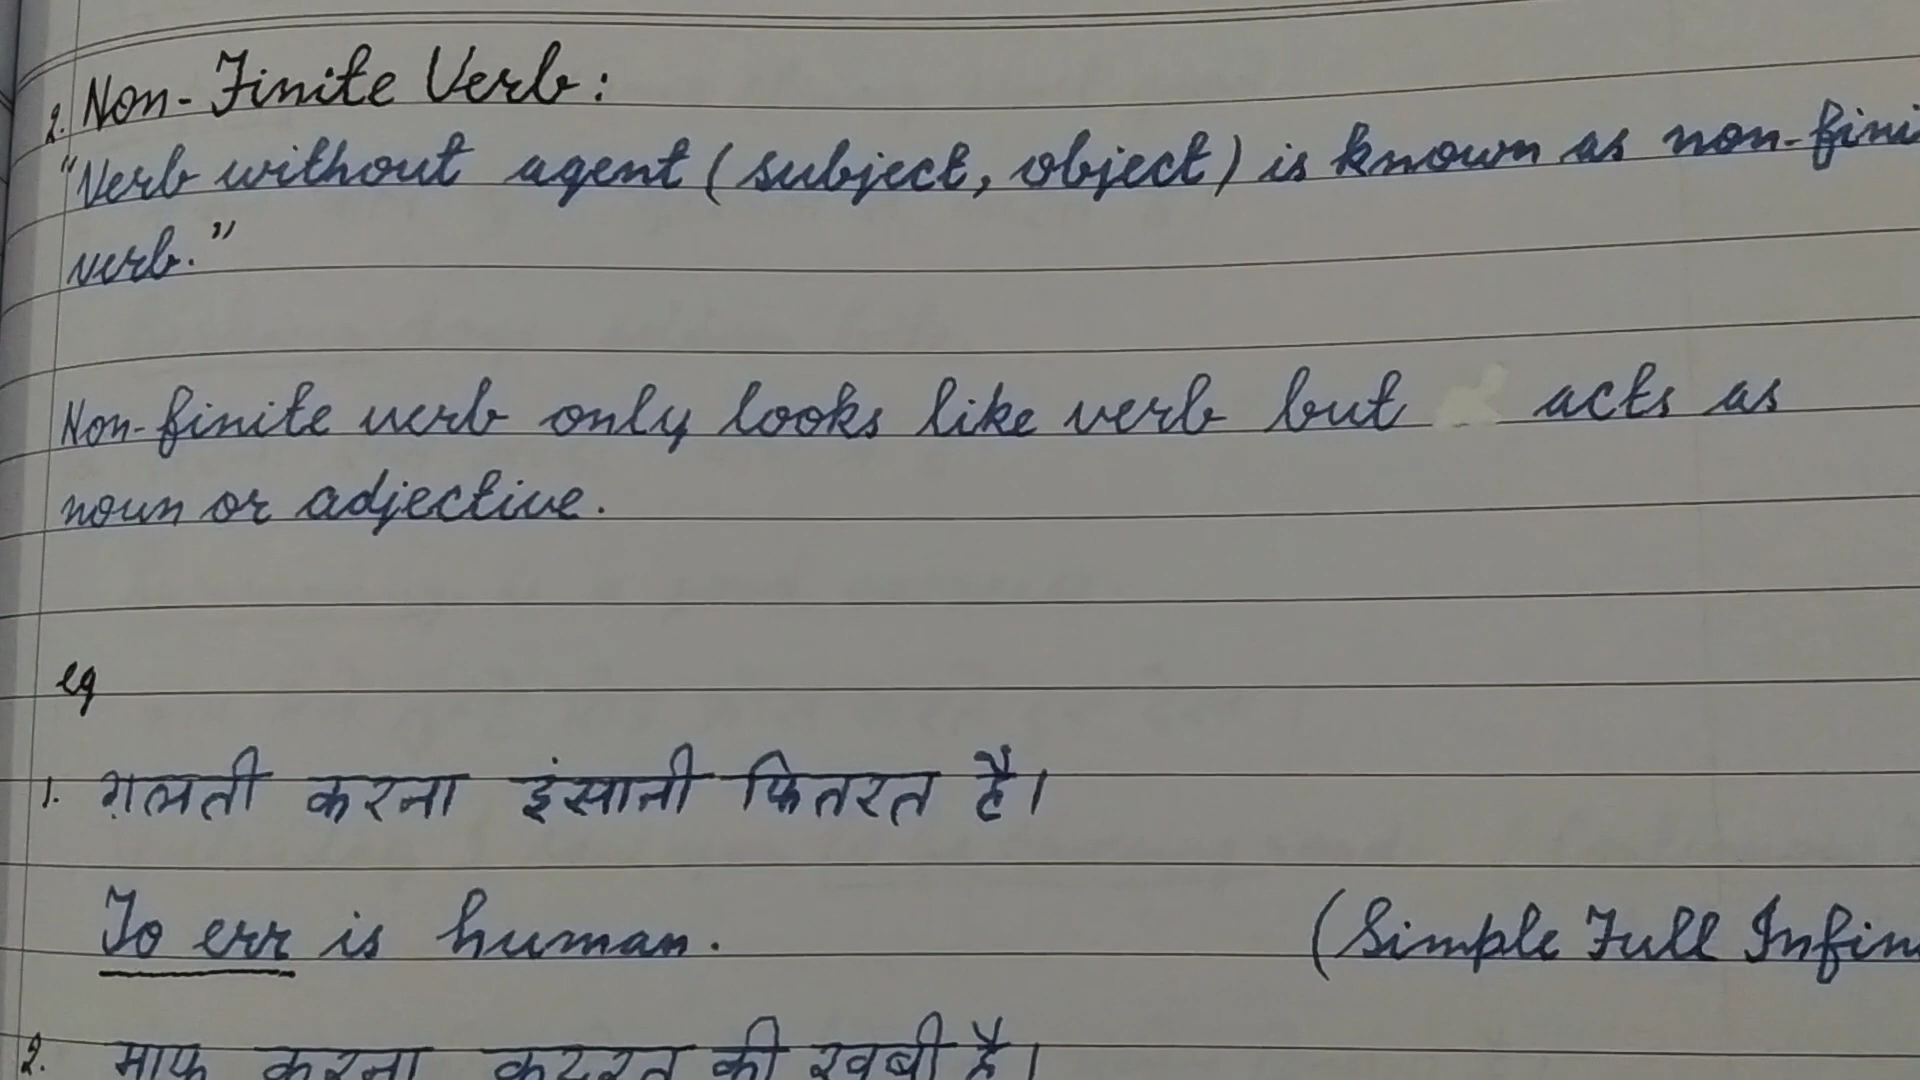 2. Non-Finite Verb:
"Verb without agent (subject, object) is known as non-fini
verb."
Non-finite verb only looks like verb but acts as
noun or adjective.
eg
1. ग़लती करना इंसानी फितरत है।
To err is human. (Simple Full Infin
2. माफ करना की खूबी है।